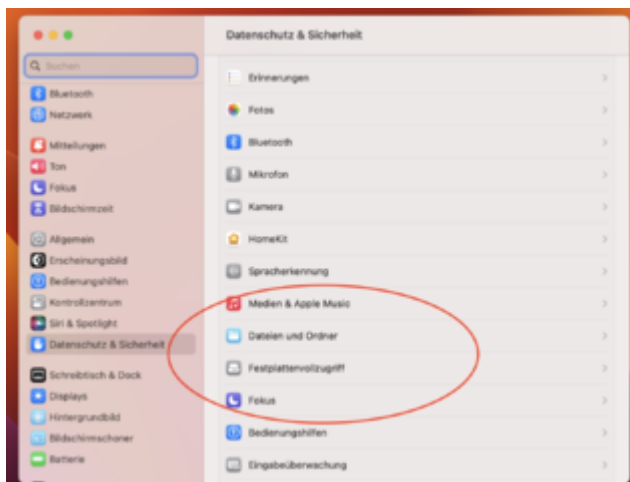 Datenschutz & Sicherheit
Suchen
Bluetooth
Netzwerk
Mitteilungen
Ton
Fokus
Bildschirmzeit
Allgemein
Erscheinungsbild
Bedienungshilfen
Kontrollzentrum
Siri & Spotlight
Datenschutz & Sicherheit
Schreibtisch & Dock
Displays
Hintergrundbild
Bildschirmschoner
Batterie
Erinnerungen
Fotos
Bluetooth
Mikrofon
Kamera
HomeKit
Spracherkennung
Medien & Apple Music
Dateien und Ordner
Festplattenvollzugriff
Fokus
Bedienungshilfen
Eingabeüberwachung